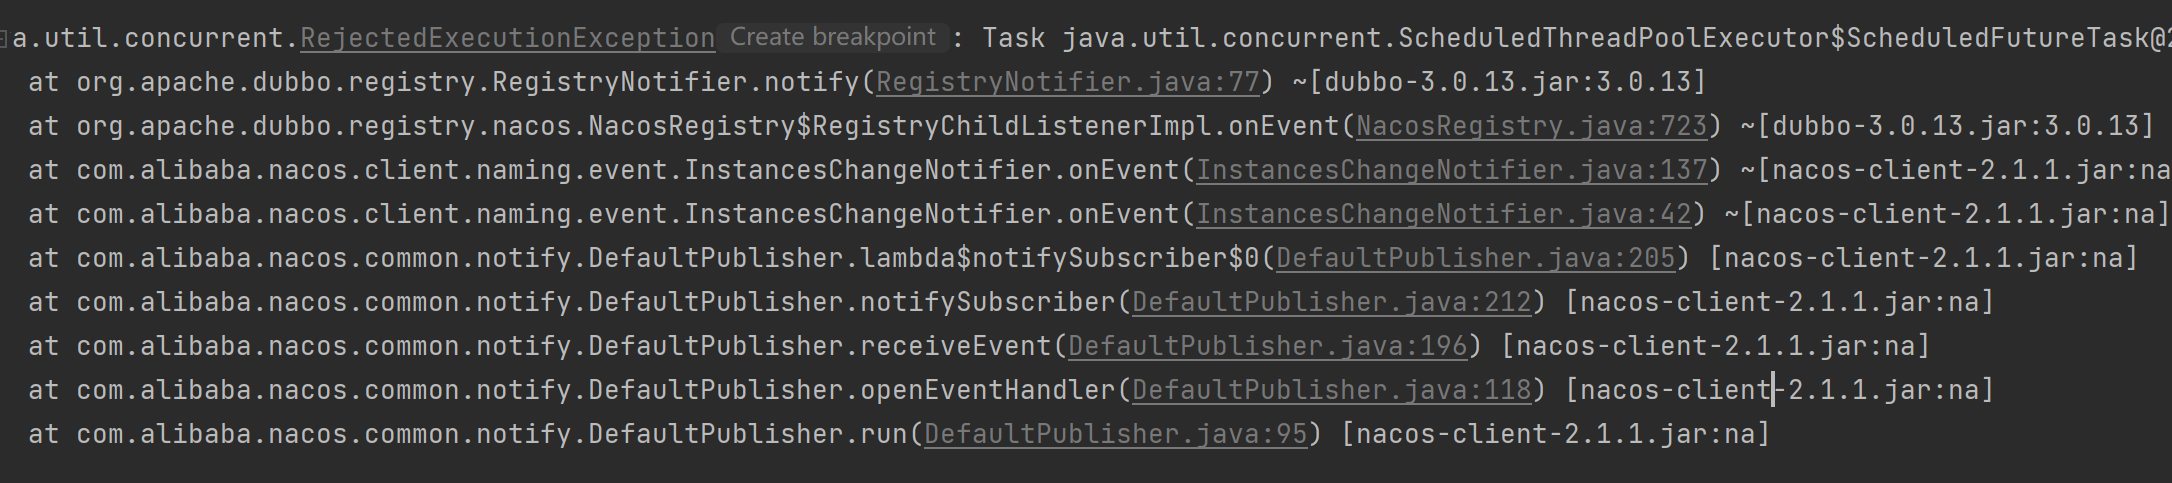 a.util.concurrent.RejectedExecutionException Create breakpoint : Task java.util.concurrent.ScheduledThreadPoolExecutor$ScheduledFutureTask@2
at org.apache.dubbo.registry.RegistryNotifier.notify(RegistryNotifier.java:77) ~[dubbo-3.0.13.jar:3.0.13]
at org.apache.dubbo.registry.nacos.NacosRegistry$RegistryChildListenerImpl.onEvent(NacosRegistry.java:723) ~[dubbo-3.0.13.jar:3.0.13]
at com.alibaba.nacos.client.naming.event.InstancesChangeNotifier.onEvent(InstancesChangeNotifier.java:137) ~[nacos-client-2.1.1.jar:na
at com.alibaba.nacos.client.naming.event.InstancesChangeNotifier.onEvent(InstancesChangeNotifier.java:42) ~[nacos-client-2.1.1.jar:na]
at com.alibaba.nacos.common.notify.DefaultPublisher.lambda$notifySubscriber$0(DefaultPublisher.java:205) [nacos-client-2.1.1.jar:na]
at com.alibaba.nacos.common.notify.DefaultPublisher.notifySubscriber(DefaultPublisher.java:212) [nacos-client-2.1.1.jar:na]
at com.alibaba.nacos.common.notify.DefaultPublisher.receiveEvent(DefaultPublisher.java:196) [nacos-client-2.1.1.jar:na]
at com.alibaba.nacos.common.notify.DefaultPublisher.openEventHandler(DefaultPublisher.java:118) [nacos-client-2.1.1.jar:na]
at com.alibaba.nacos.common.notify.DefaultPublisher.run(DefaultPublisher.java:95) [nacos-client-2.1.1.jar:na]